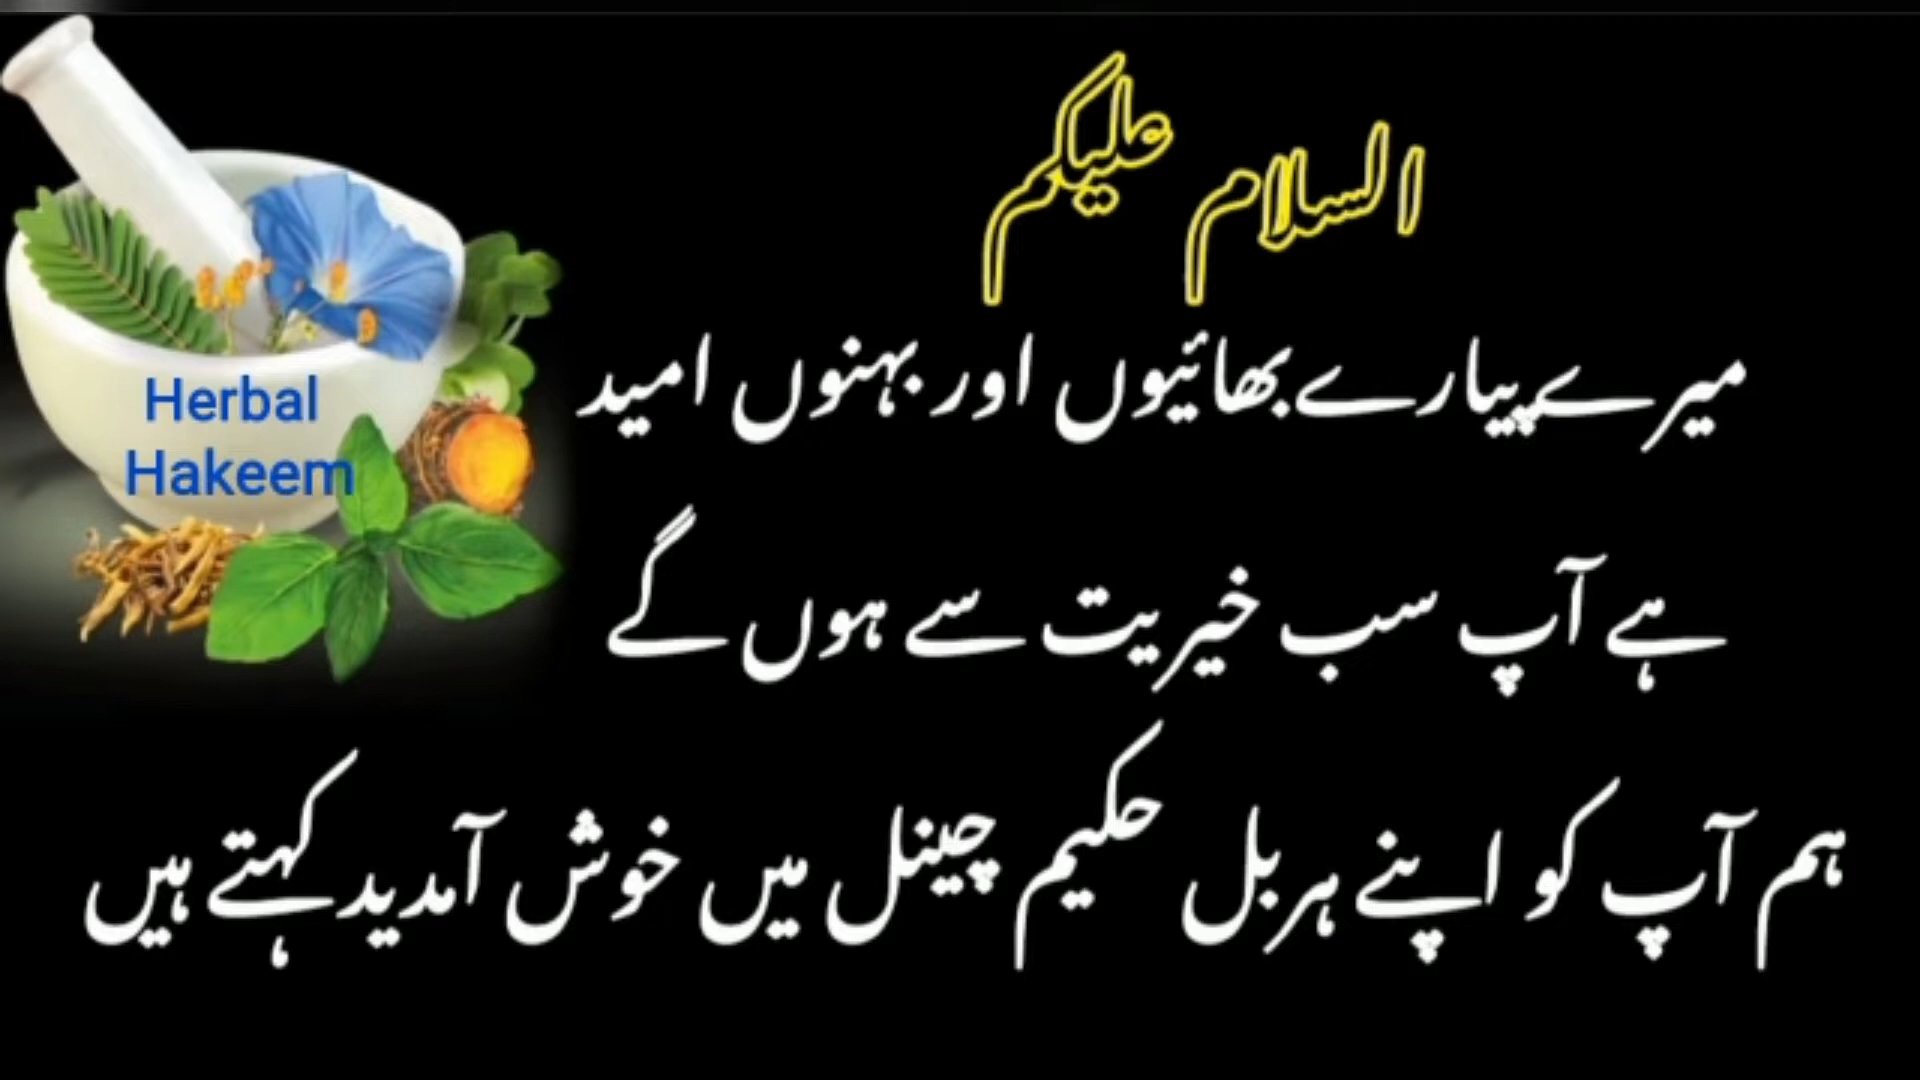 السلام علیکم
میرے پیارے بھائیوں اور بہنوں امید
ہے آپ سب خیریت سے ہوں گے
ہم آپ کو اپنے ہربل حکیم چینل میں خوش آمدید کہتے ہیں
Herbal
Hakeem